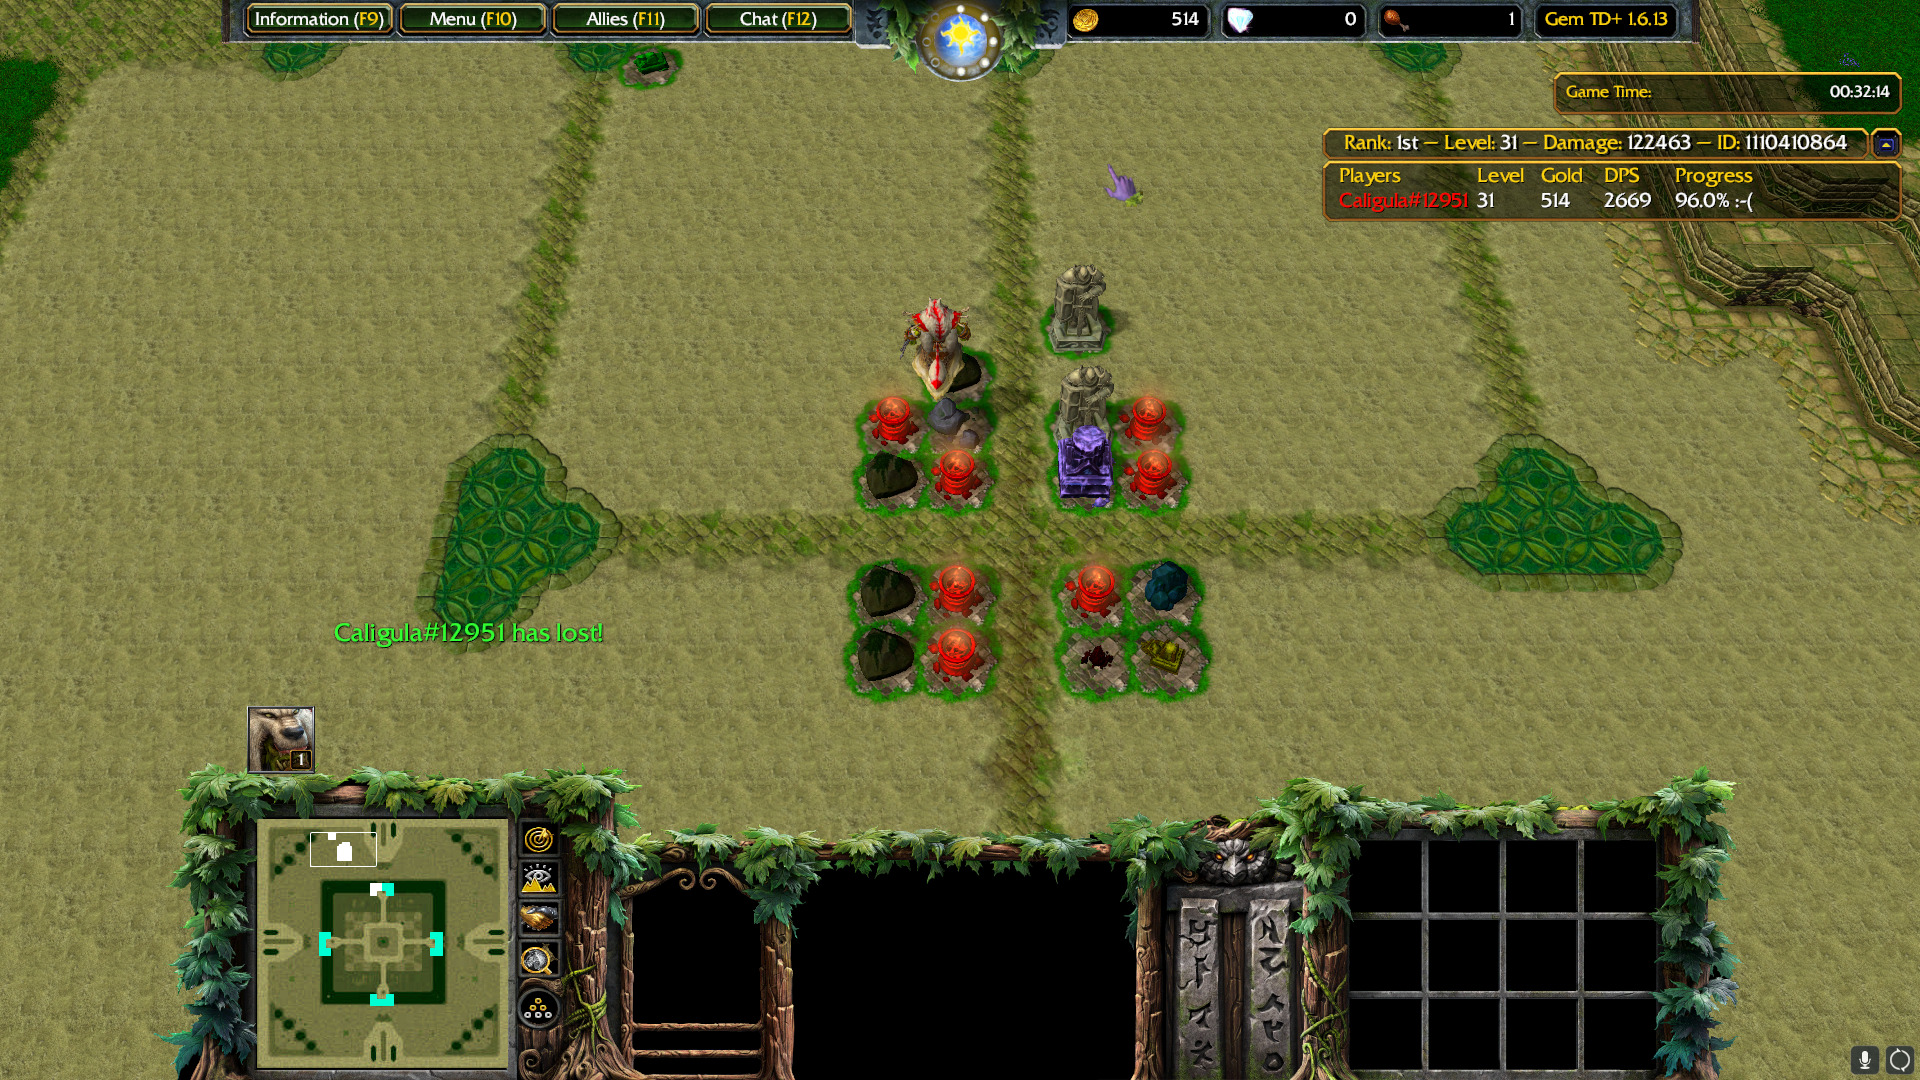 Information (F9)
Menu (F10)
Allies (F11)
Chat (F12)
514
0
1
Gem TD+ 1.6.13
Game Time:
00:32:14
Rank: 1st – Level: 31 – Damage: 122463 – ID: 1110410864
Players Level Gold DPS Progress
Caligula#12951 31 514 2669 96.0% :-(
Caligula#12951 has lost!
1